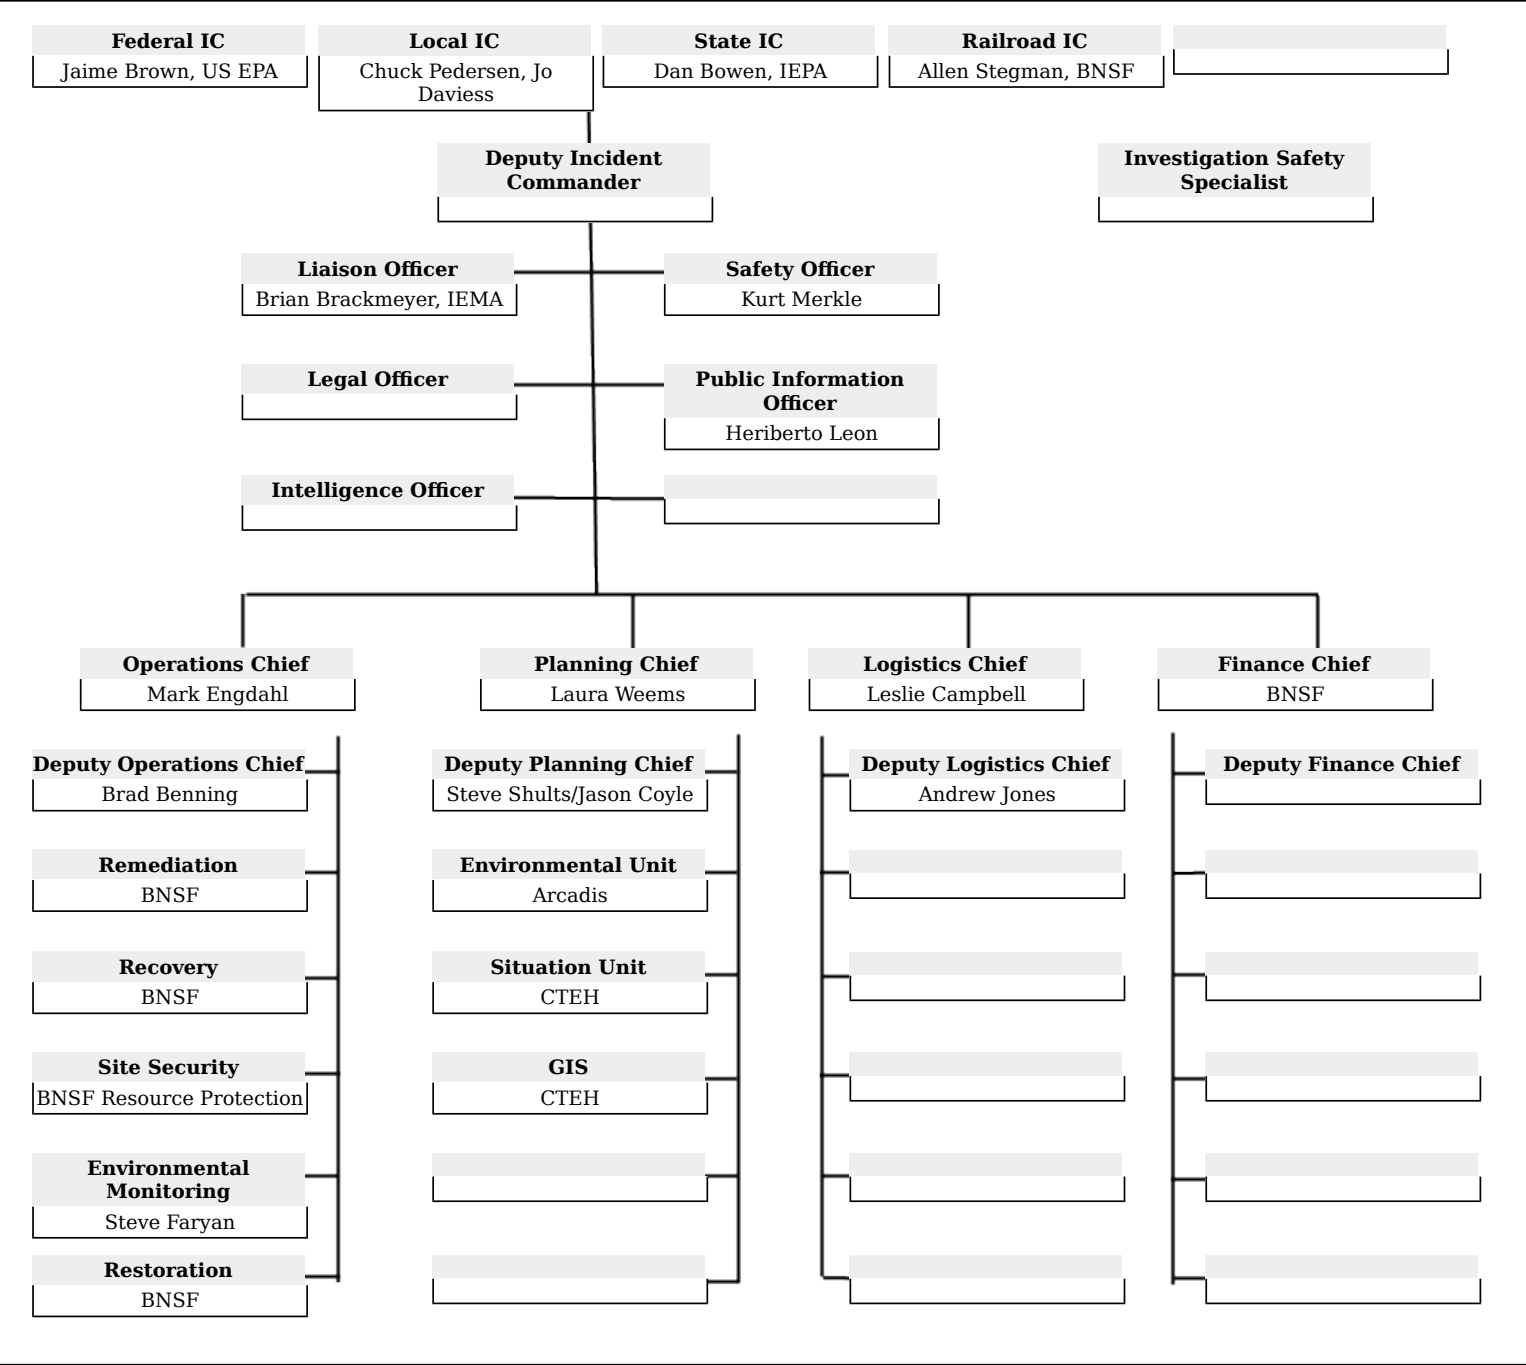 Federal IC
Jaime Brown, US EPA
Local IC
Chuck Pedersen, Jo
Daviess
State IC
Dan Bowen, IEPA
Railroad IC
Allen Stegman, BNSF
Deputy Incident
Commander
Investigation Safety
Specialist
Liaison Officer
Brian Brackmeyer, IEMA
Safety Officer
Kurt Merkle
Legal Officer
Public Information
Officer
Heriberto Leon
Intelligence Officer
Operations Chief
Mark Engdahl
Planning Chief
Laura Weems
Logistics Chief
Leslie Campbell
Finance Chief
BNSF
Deputy Operations Chief
Brad Benning
Deputy Planning Chief
Steve Shults/Jason Coyle
Deputy Logistics Chief
Andrew Jones
Deputy Finance Chief
Remediation
BNSF
Environmental Unit
Arcadis
Recovery
BNSF
Situation Unit
CTEH
Site Security
BNSF Resource Protection
GIS
CTEH
Environmental
Monitoring
Steve Faryan
Restoration
BNSF